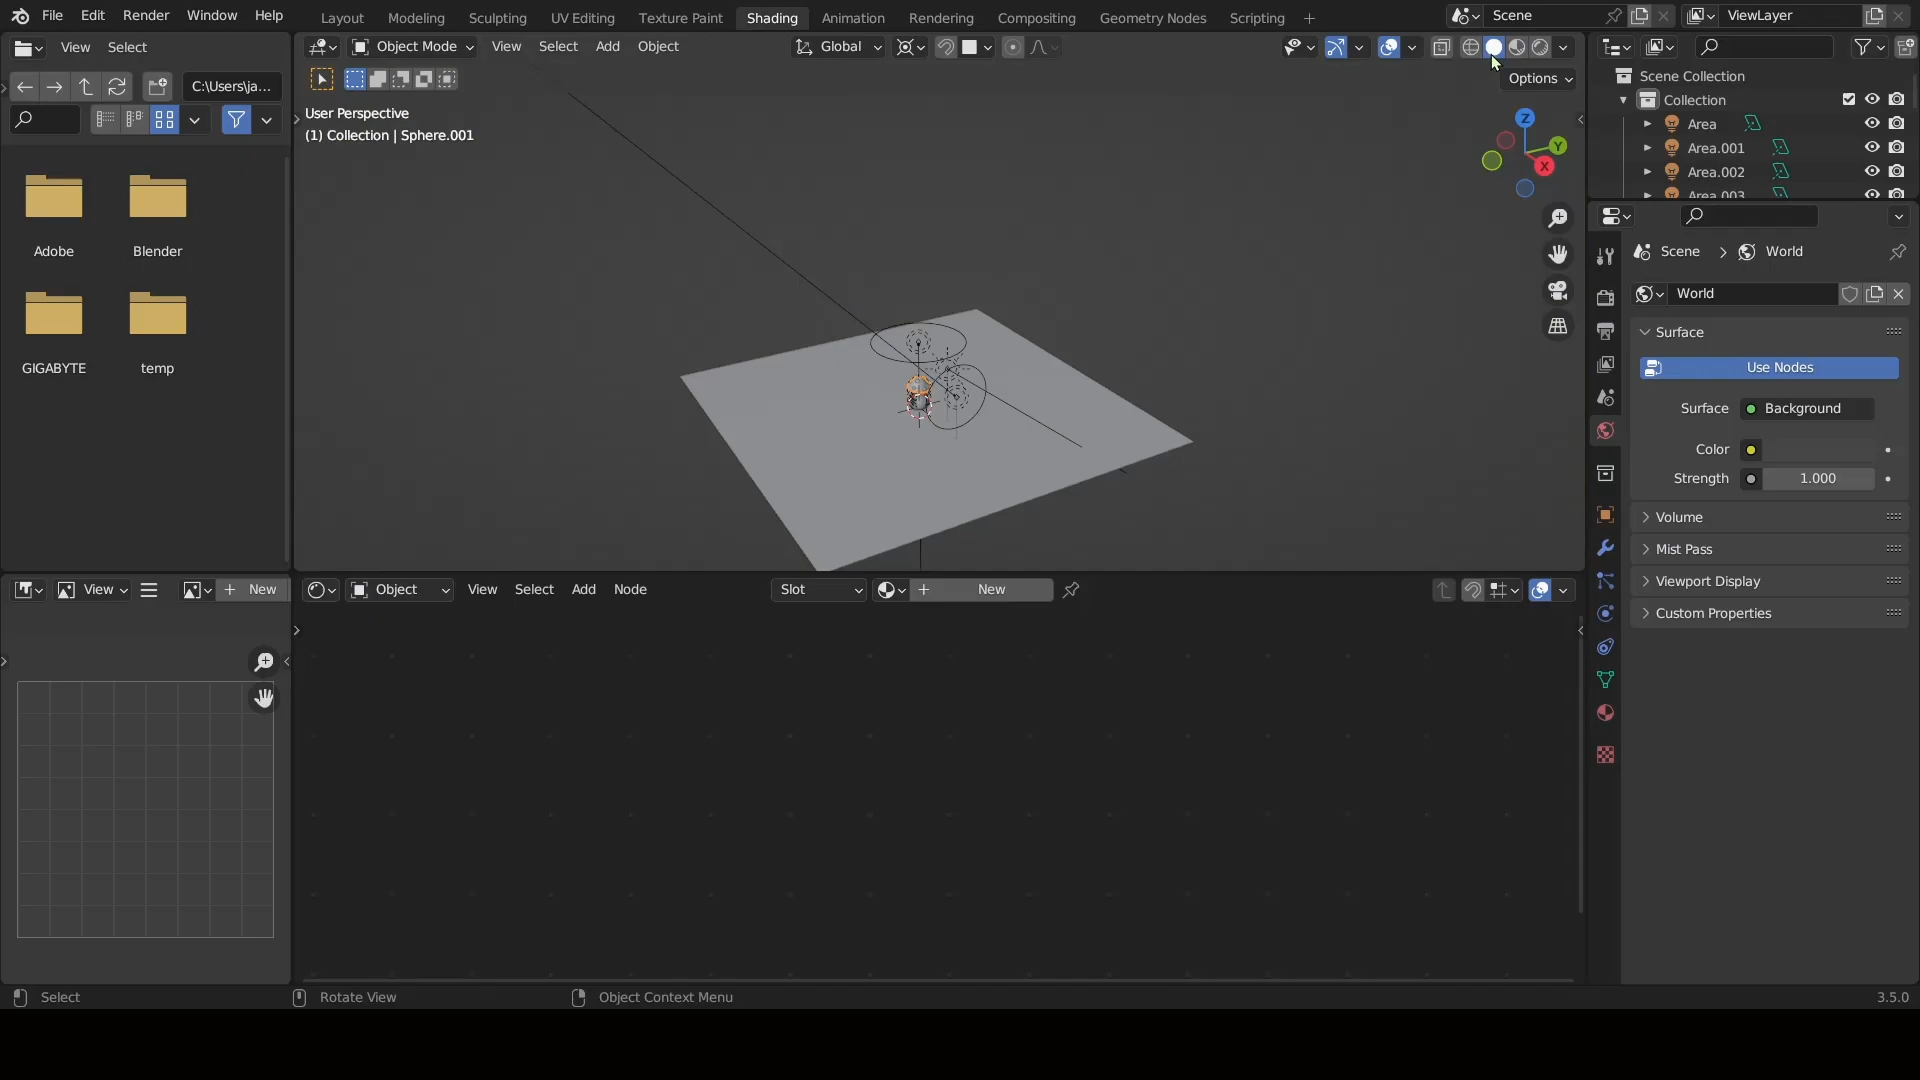 File Edit Render Window Help Layout Modeling Sculpting UV Editing Texture Paint Shading Animation Rendering Compositing Geometry Nodes Scripting + Scene ViewLayer
View Select
Object Mode View Select Add Object Global
C:\Users\ja...
Options
User Perspective
(1) Collection | Sphere.001
Z
Y
X
Adobe Blender
GIGABYTE temp
Scene Collection
Collection
Area
Area.001
Area.002
Area.003
Scene > World
World
Surface
Use Nodes
Surface Background
Color
Strength 1.000
Volume
Mist Pass
Viewport Display
Custom Properties
View + New
Object View Select Add Node Slot + New
Select Rotate View Object Context Menu 3.5.0